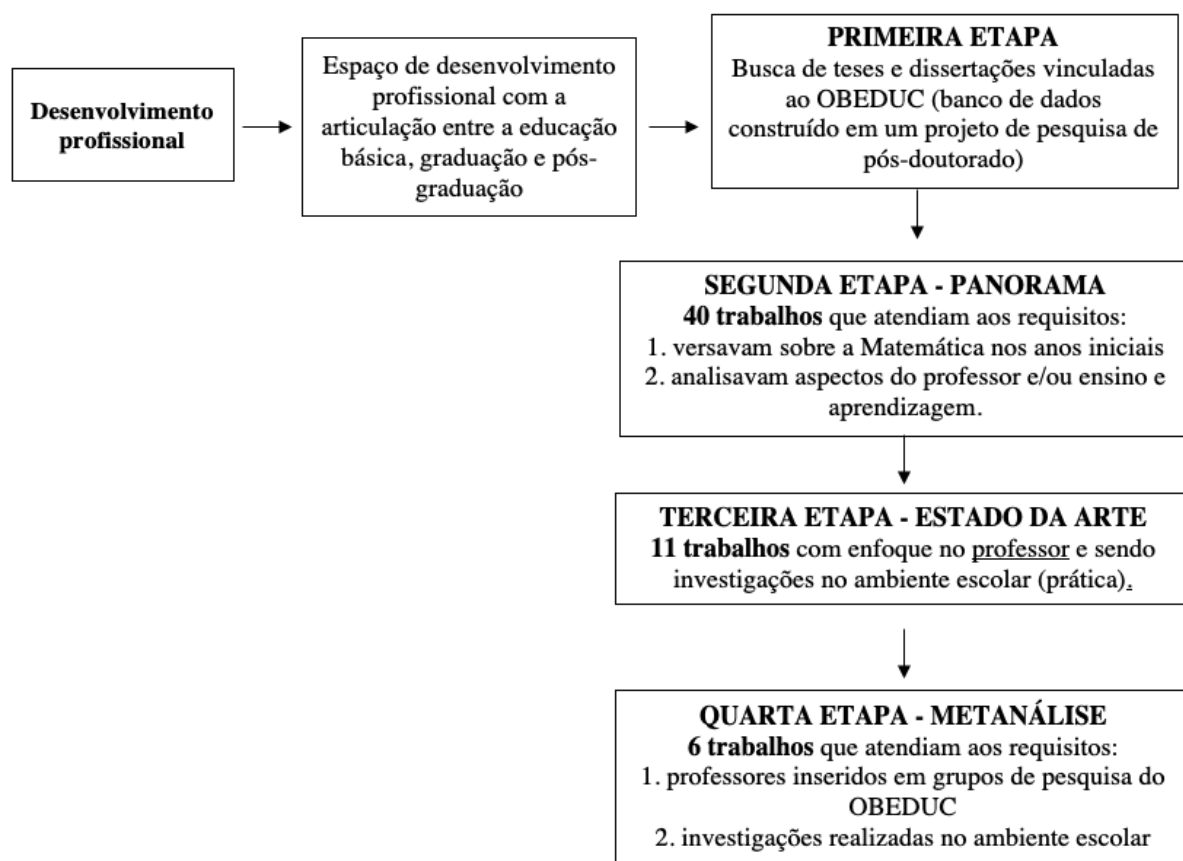 Desenvolvimento
profissional
Espaço de desenvolvimento
profissional com a
articulação entre a educação
básica, graduação e pós-
graduação
PRIMEIRA ETAPA
Busca de teses e dissertações vinculadas
ao OBEDUC (banco de dados
construído em um projeto de pesquisa de
pós-doutorado)
SEGUNDA ETAPA - PANORAMA
40 trabalhos que atendiam aos requisitos:
1. versavam sobre a Matemática nos anos iniciais
2. analisavam aspectos do professor e/ou ensino e
aprendizagem.
TERCEIRA ETAPA - ESTADO DA ARTE
11 trabalhos com enfoque no professor e sendo
investigações no ambiente escolar (prática).
QUARTA ETAPA - METANÁLISE
6 trabalhos que atendiam aos requisitos:
1. professores inseridos em grupos de pesquisa do
OBEDUC
2. investigações realizadas no ambiente escolar